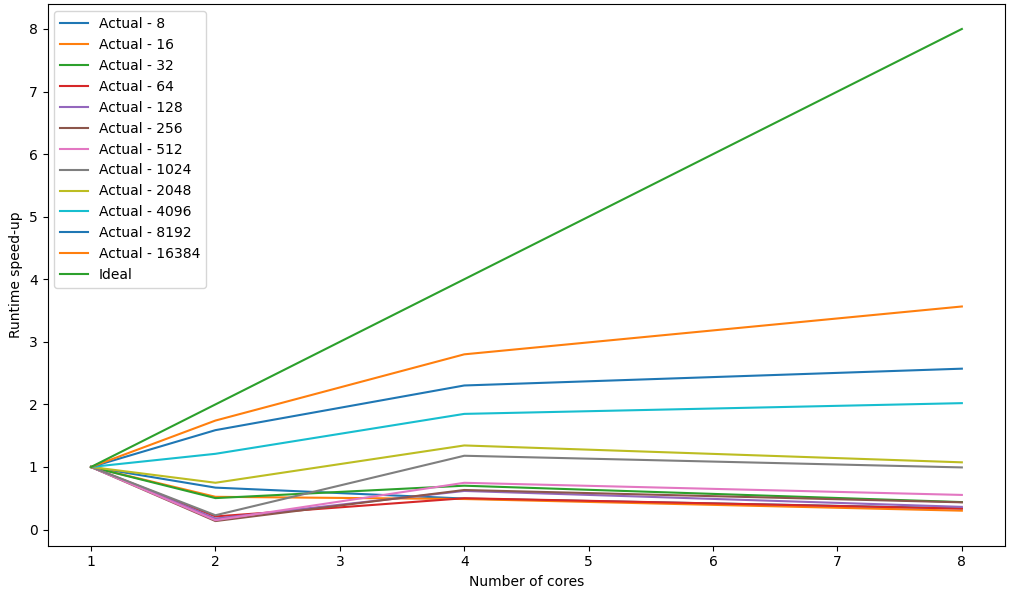 Actual - 8
Actual - 16
Actual - 32
Actual - 64
Actual - 128
Actual - 256
Actual - 512
Actual - 1024
Actual - 2048
Actual - 4096
Actual - 8192
Actual - 16384
Ideal
Runtime speed-up
8
7
6
5
4
3
2
1
0
1 2 3 4 5 6 7 8
Number of cores